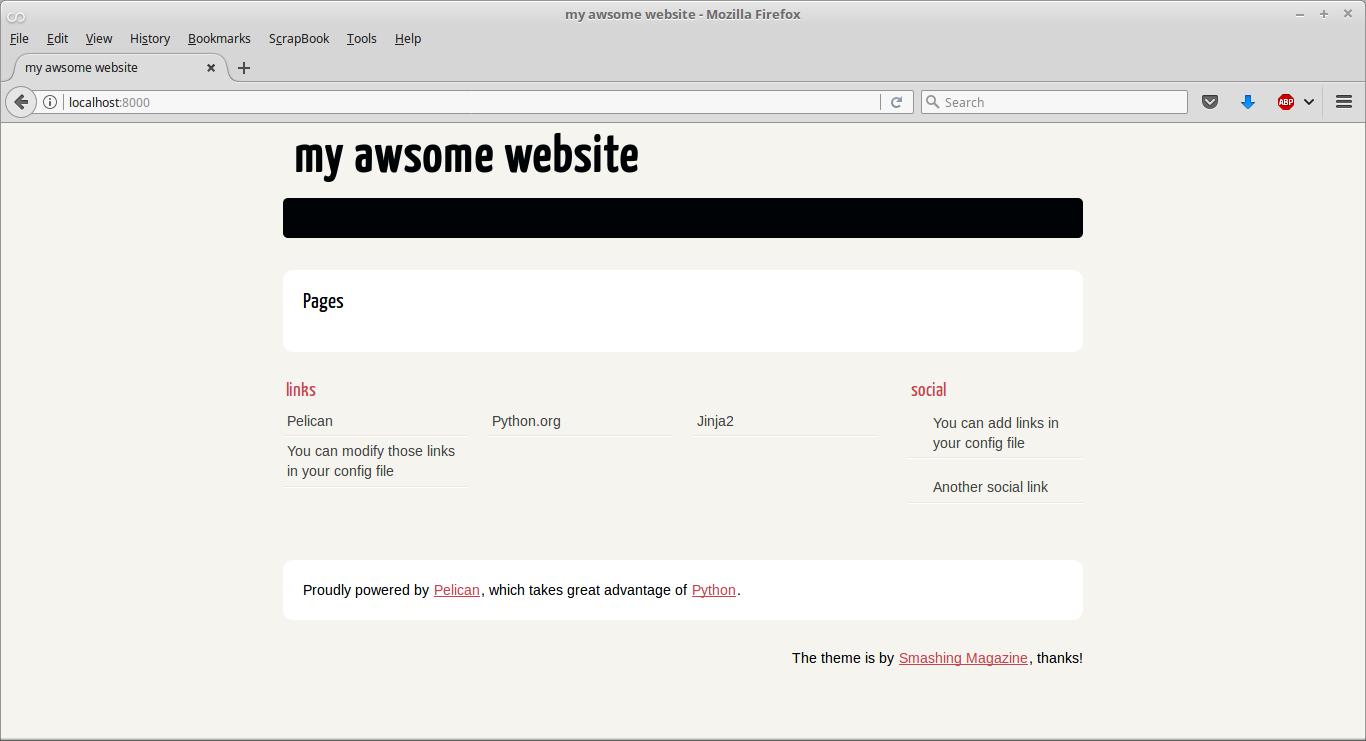 my awsome website - Mozilla Firefox
File Edit View History Bookmarks ScrapBook Tools Help
my awsome website
localhost:8000
Search
ABP
my awsome website
Pages
links
social
Pelican
Python.org
Jinja2
You can add links in
your config file
You can modify those links
in your config file
Another social link
Proudly powered by Pelican, which takes great advantage of Python.
The theme is by Smashing Magazine, thanks!